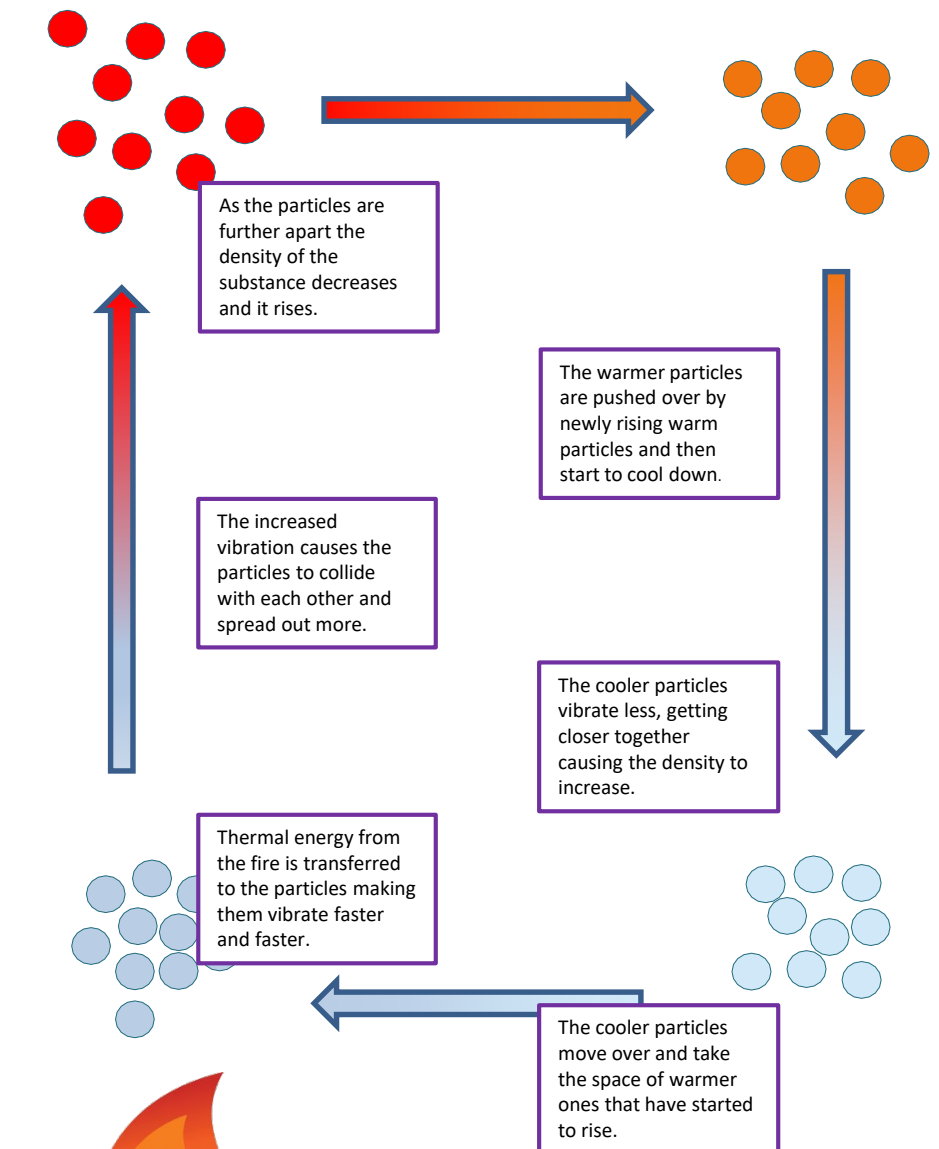 As the particles are
further apart the
density of the
substance decreases
and it rises.
The warmer particles
are pushed over by
newly rising warm
particles and then
start to cool down.
The increased
vibration causes the
particles to collide
with each other and
spread out more.
The cooler particles
vibrate less, getting
closer together
causing the density to
increase.
Thermal energy from
the fire is transferred
to the particles making
them vibrate faster
and faster.
The cooler particles
move over and take
the space of warmer
ones that have started
to rise.